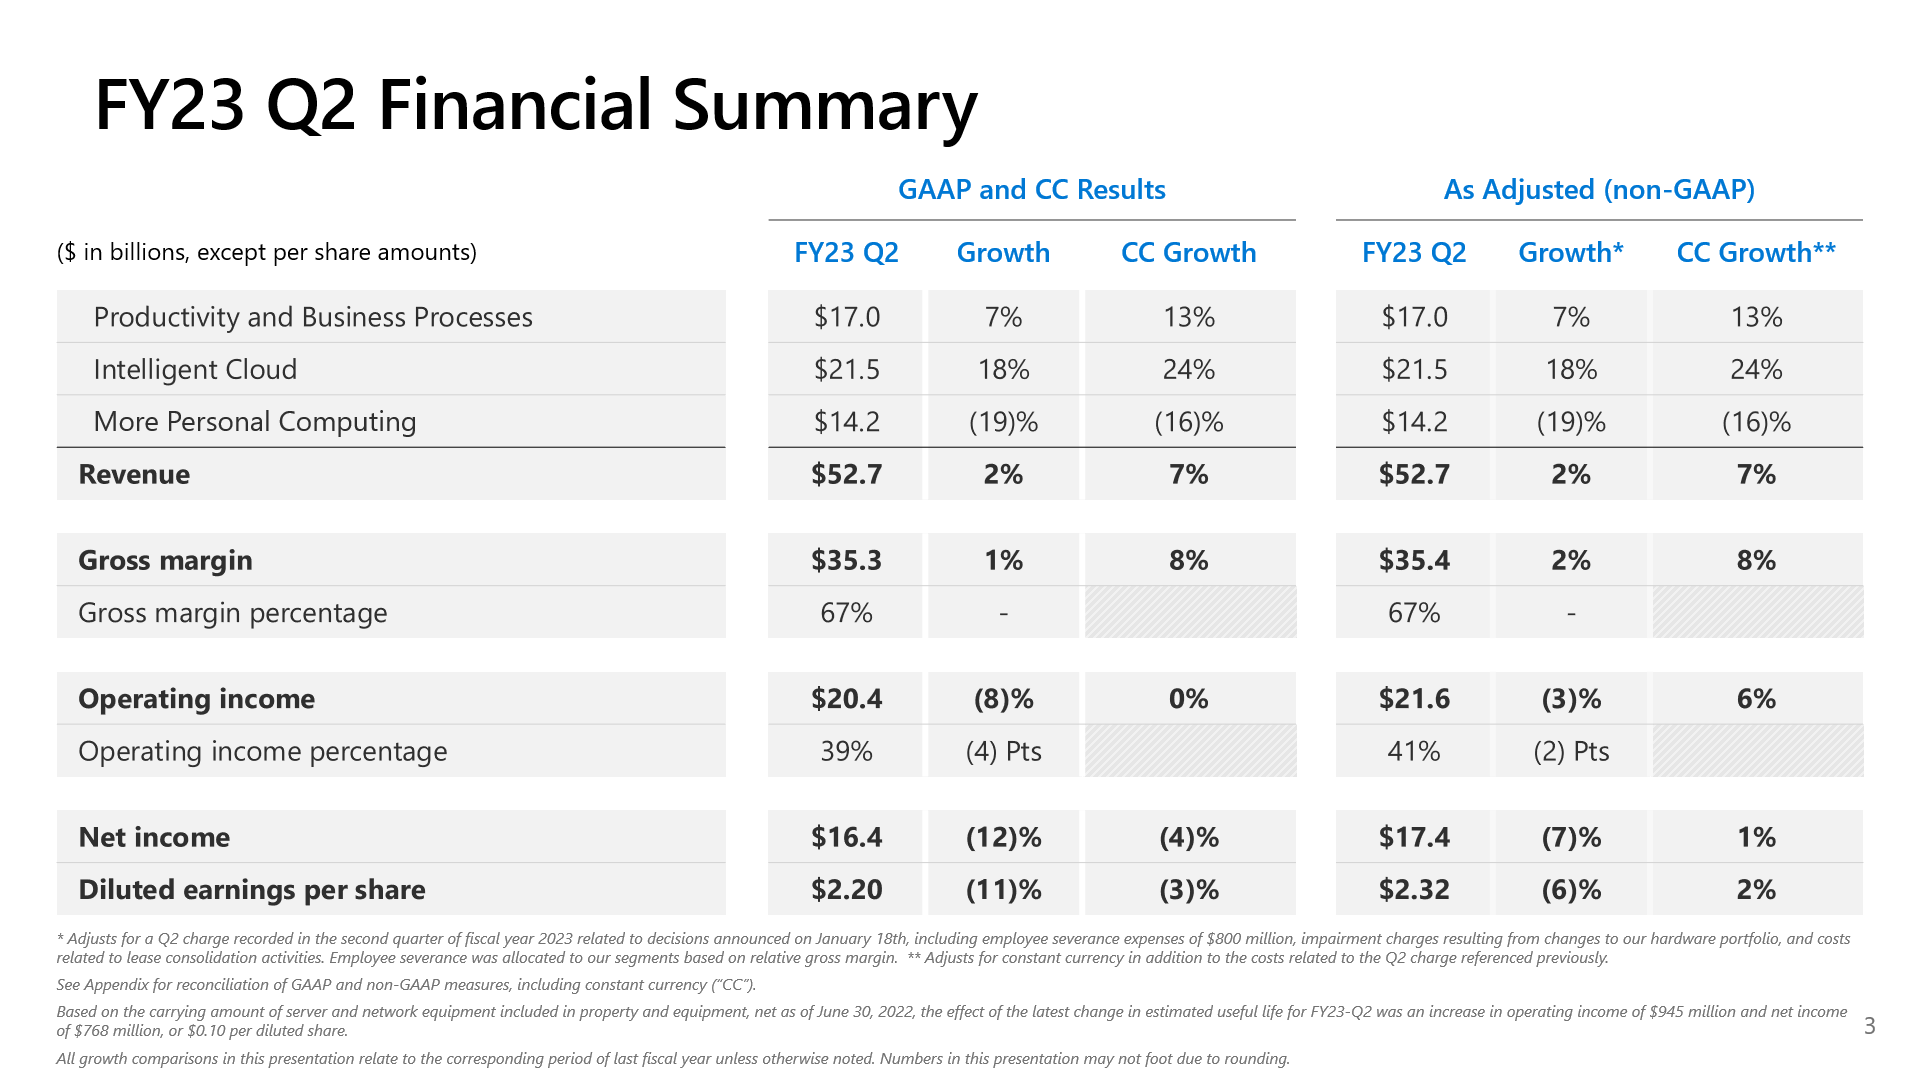 FY23 Q2 Financial Summary
GAAP and CC Results As Adjusted (non-GAAP)
($ in billions, except per share amounts) FY23 Q2 Growth CC Growth FY23 Q2 Growth* CC Growth**
Productivity and Business Processes $17.0 7% 13% $17.0 7% 13%
Intelligent Cloud $21.5 18% 24% $21.5 18% 24%
More Personal Computing $14.2 (19)% (16)% $14.2 (19)% (16)%
Revenue $52.7 2% 7% $52.7 2% 7%
Gross margin $35.3 1% 8% $35.4 2% 8%
Gross margin percentage 67% - 67% -
Operating income $20.4 (8)% 0% $21.6 (3)% 6%
Operating income percentage 39% (4) Pts 41% (2) Pts
Net income $16.4 (12)% (4)% $17.4 (7)% 1%
Diluted earnings per share $2.20 (11)% (3)% $2.32 (6)% 2%
* Adjusts for a Q2 charge recorded in the second quarter of fiscal year 2023 related to decisions announced on January 18th, including employee severance expenses of $800 million, impairment charges resulting from changes to our hardware portfolio, and costs
related to lease consolidation activities. Employee severance was allocated to our segments based on relative gross margin. ** Adjusts for constant currency in addition to the costs related to the Q2 charge referenced previously.
See Appendix for reconciliation of GAAP and non-GAAP measures, including constant currency (“CC”).
Based on the carrying amount of server and network equipment included in property and equipment, net as of June 30, 2022, the effect of the latest change in estimated useful life for FY23-Q2 was an increase in operating income of $945 million and net income
of $768 million, or $0.10 per diluted share.
3
All growth comparisons in this presentation relate to the corresponding period of last fiscal year unless otherwise noted. Numbers in this presentation may not foot due to rounding.